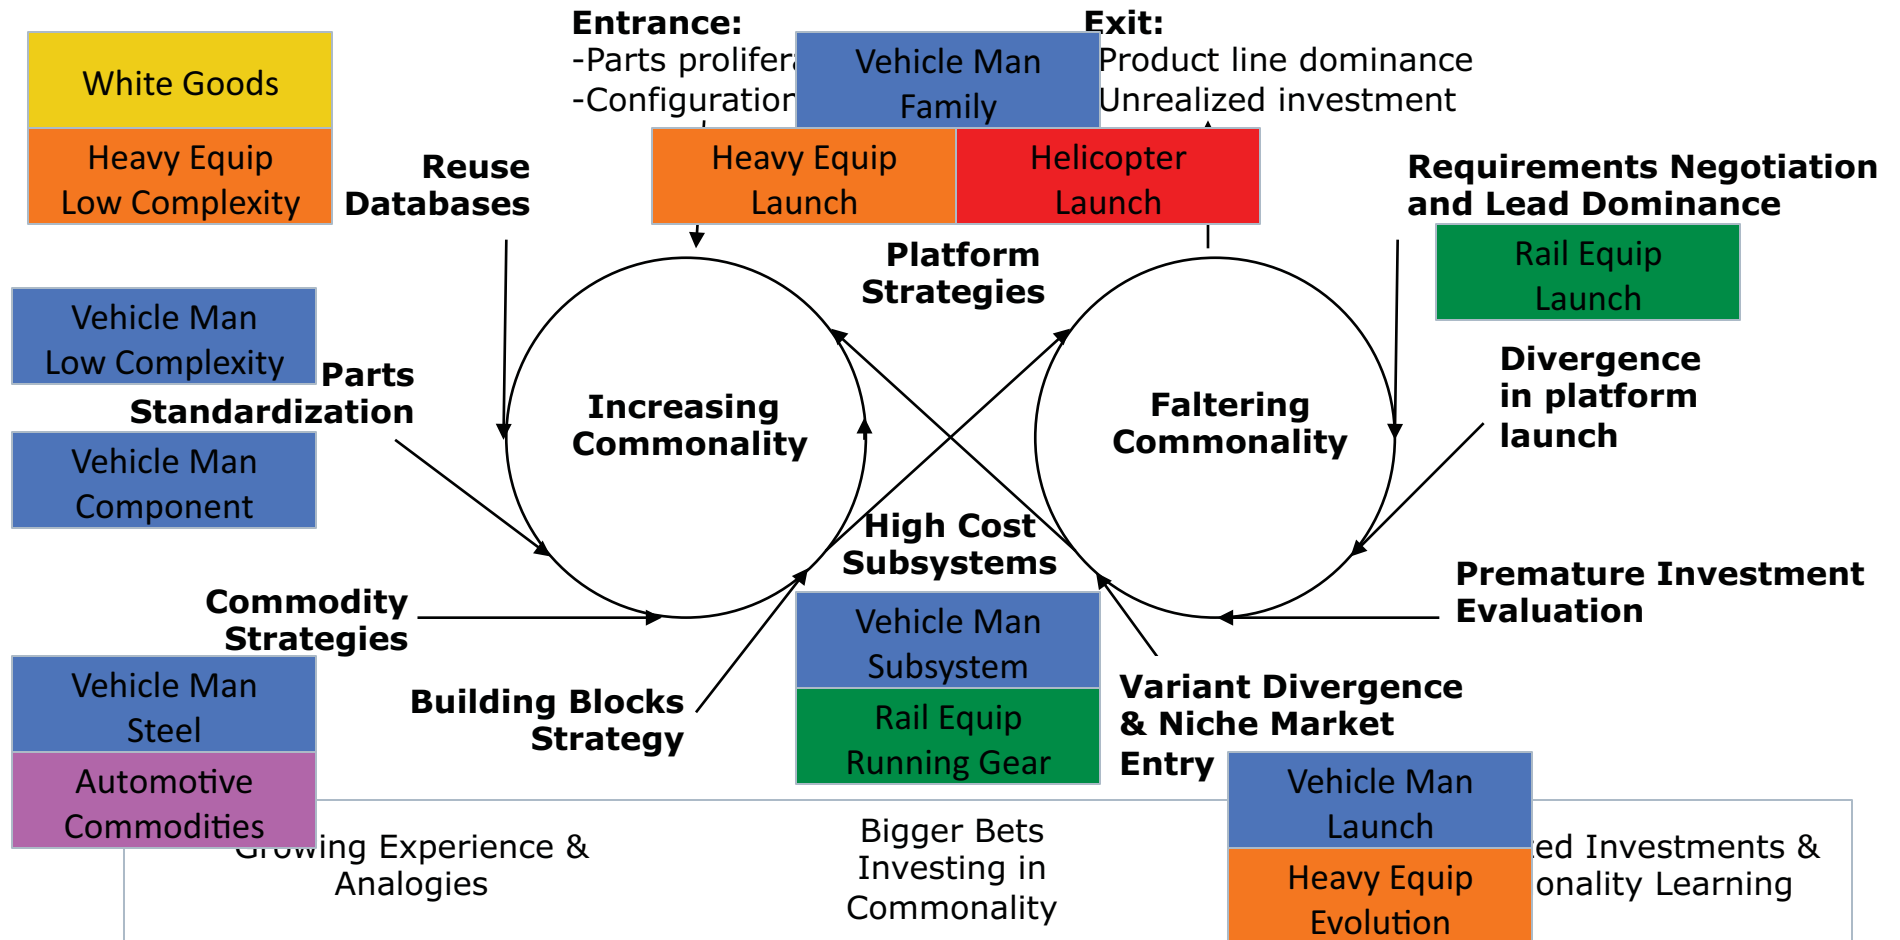 Entrance:
-Parts
-Configuration
Exit:
Product line dominance
Unrealized investment
White Goods
Heavy Equip
Low Complexity
Vehicle Man
Family
Heavy Equip
Launch
Helicopter
Launch
Reuse
Databases
Requirements Negotiation
and Lead Dominance
Rail Equip
Launch
Platform
Strategies
Vehicle Man
Low Complexity
Parts
Standardization
Vehicle Man
Component
Increasing
Commonality
Faltering
Commonality
Divergence
in platform
launch
High Cost
Subsystems
Vehicle Man
Subsystem
Rail Equip
Running Gear
Commodity
Strategies
Premature Investment
Evaluation
Vehicle Man
Steel
Automotive
Commodities
Building Blocks
Strategy
Variant Divergence
& Niche Market
Entry
Vehicle Man
Launch
Heavy Equip
Evolution
Growing Experience &
Analogies
Bigger Bets
Investing in
Commonality
Investments &
Learning